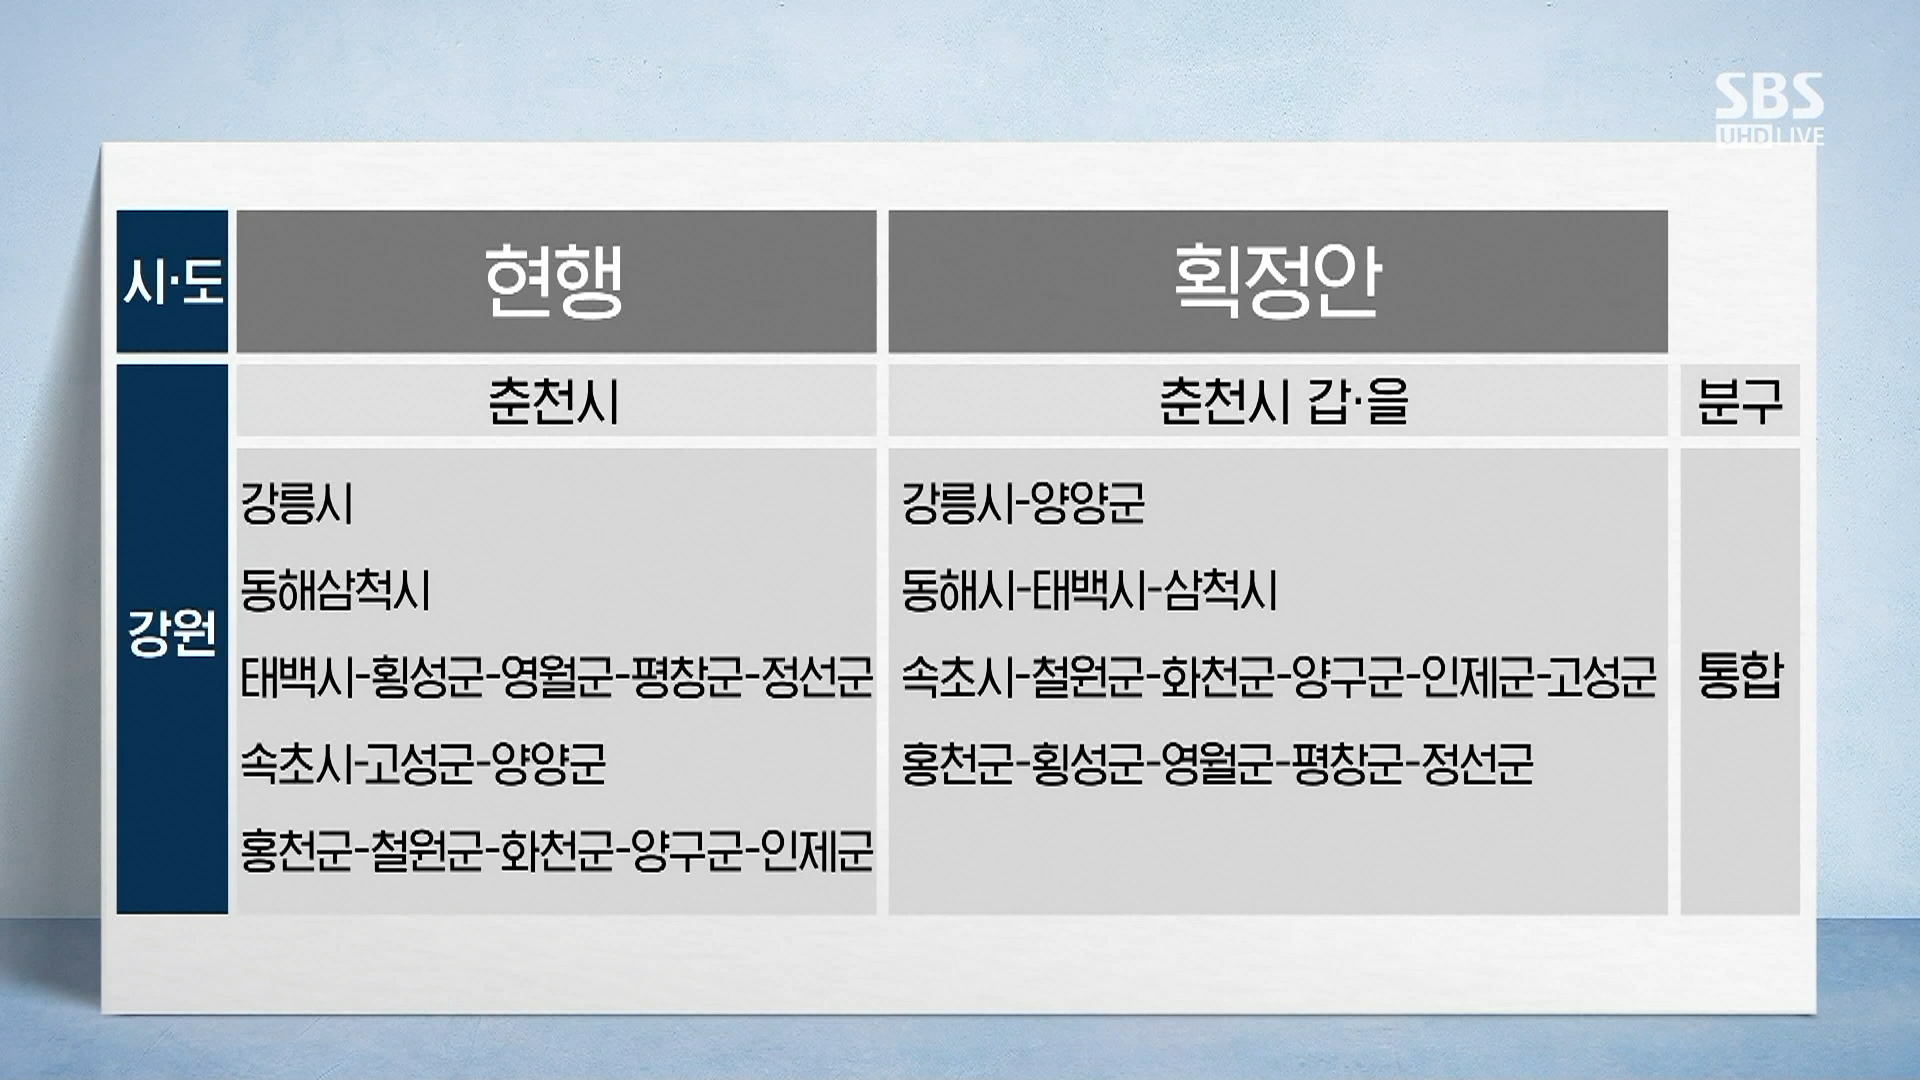 SBS
UHD LIVE
시·도 현행 획정안
강원
춘천시 춘천시 갑·을 분구
강릉시 강릉시-양양군
동해삼척시 동해시-태백시-삼척시
태백시-횡성군-영월군-평창군-정선군 속초시-철원군-화천군-양구군-인제군-고성군 통합
속초시-고성군-양양군 홍천군-횡성군-영월군-평창군-정선군
홍천군-철원군-화천군-양구군-인제군